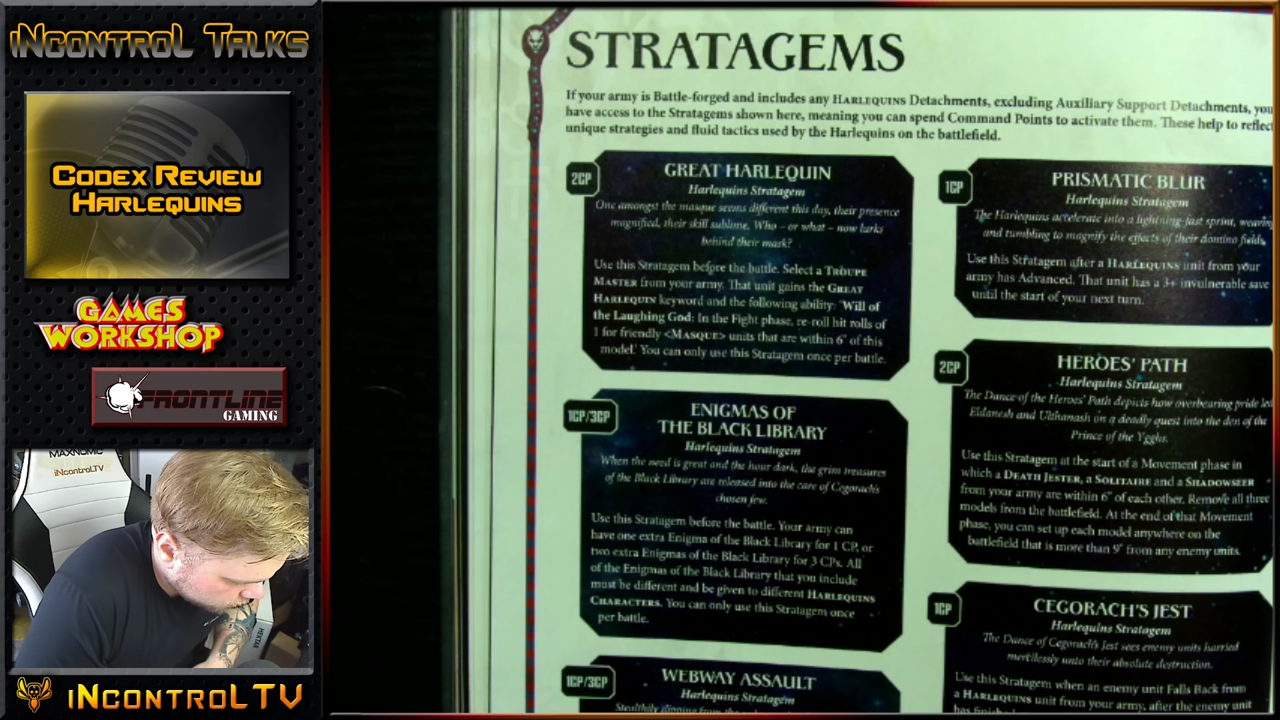 iNcontroL Talks
Codex Review
Harlequins
GAMES
WORKSHOP
FRONTLINE
GAMING
MAXNOMIC
iNcontroLTV
iNcontroLTV
STRATAGEMS
If your army is Battle-forged and includes any HARLEQUINS Detachments, excluding Auxiliary Support Detachments, you
have access to the Stratagems shown here, meaning you can spend Command Points to activate them. These help to reflec
unique strategies and fluid tactics used by the Harlequins on the battlefield.
2CP
GREAT HARLEQUIN
Harlequins Stratagem
One amongst the masque seems different this day, their presence
magnified, their skill sublime. Who – or what – now lurks
behind their mask?
Use this Stratagem before the battle. Select a TROUPE
MASTER from your army. That unit gains the GREAT
HARLEQUIN keyword and the following ability: 'Will of
the Laughing God: In the Fight phase, re-roll hit rolls of
1 for friendly <MASQUE> units that are within 6" of this
model.' You can only use this Stratagem once per battle.
1CP/3CP
ENIGMAS OF
THE BLACK LIBRARY
Harlequins Stratagem
When the need is great and the hour dark, the grim treasures
of the Black Library are released into the care of Cegorach's
chosen few.
Use this Stratagem before the battle. Your army can
have one extra Enigma of the Black Library for 1 CP, or
two extra Enigmas of the Black Library for 3 CPs. All
of the Enigmas of the Black Library that you include
must be different and be given to different HARLEQUINS
CHARACTERS. You can only use this Stratagem once
per battle.
1CP/3CP
WEBWAY ASSAULT
Harlequins Stratagem
Stealthily slipping from the
1CP
PRISMATIC BLUR
Harlequins Stratagem
The Harlequins accelerate into a lightning-fast sprint, weaving
and tumbling to magnify the effects of their domino fields.
Use this Stratagem after a HARLEQUINS unit from your
army has Advanced. That unit has a 3+ invulnerable save
until the start of your next turn.
2CP
HEROES' PATH
Harlequins Stratagem
The Dance of the Heroes' Path depicts how overbearing pride led
Eldanesh and Ulthanash on a deadly quest into the den of the
Prince of the Ygghs.
Use this Stratagem at the start of a Movement phase in
which a DEATH JESTER, a SOLITAIRE and a SHADOWSEER
from your army are within 6" of each other. Remove all three
models from the battlefield. At the end of that Movement
phase, you can set up each model anywhere on the
battlefield that is more than 9" from any enemy units.
1CP
CEGORACH'S JEST
Harlequins Stratagem
The Dance of Cegorach's Jest sees enemy units harried
mercilessly unto their absolute destruction.
Use this Stratagem when an enemy unit Falls Back from
a HARLEQUINS unit from your army, after the enemy unit
has finished